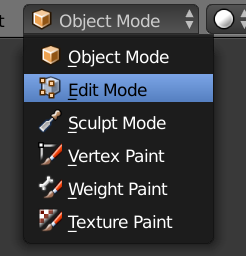 t
Object Mode
Object Mode
Edit Mode
Sculpt Mode
Vertex Paint
Weight Paint
Texture Paint